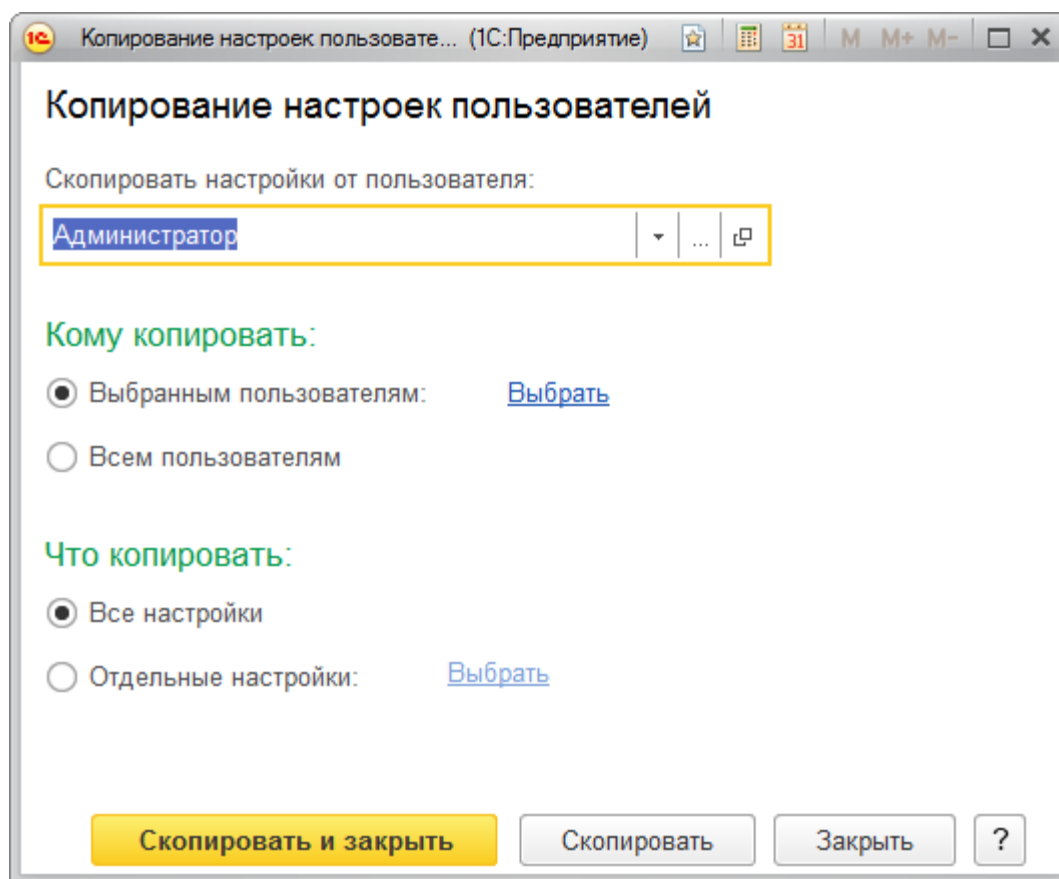 1С Копирование настроек пользовате... (1С:Предприятие) 31 M M+ M-
Копирование настроек пользователей
Скопировать настройки от пользователя:
Администратор ...
Кому копировать:
Выбранным пользователям: Выбрать
Всем пользователям
Что копировать:
Все настройки
Отдельные настройки: Выбрать
Скопировать и закрыть Скопировать Закрыть ?